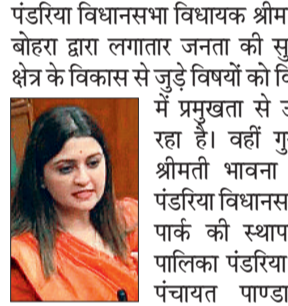 पंडरिया विधानसभा विधायक श्रीम
बोहरा द्वारा लगातार जनता की सु
क्षेत्र के विकास से जुड़े विषयों को वि
में प्रमुखता से उ
रहा है। वहीं गु
श्रीमती भावना
पंडरिया विधानस
पार्क की स्थाप
पालिका पंडरिया
पंचायत पाण्डा